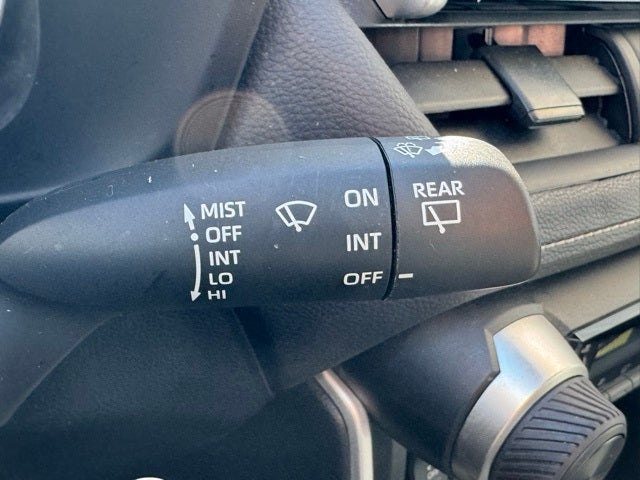 MIST
OFF
INT
LO
HI
ON
INT
OFF
REAR